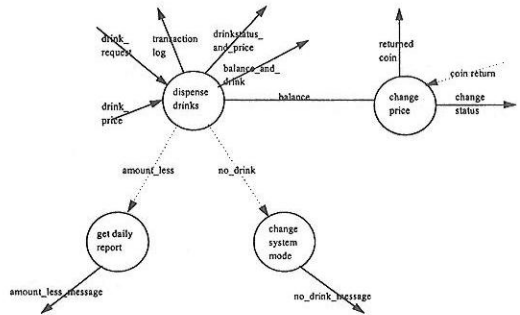 drink_
request
transaction
log
drinkstatus_
and_price
balance_and_
drink
returned
coin
coin return
dispense
drinks
drink_
price
balance
change
price
change
status
amount_less
no_drink
get daily
report
change
system
mode
amount_less_message
no_drink_message